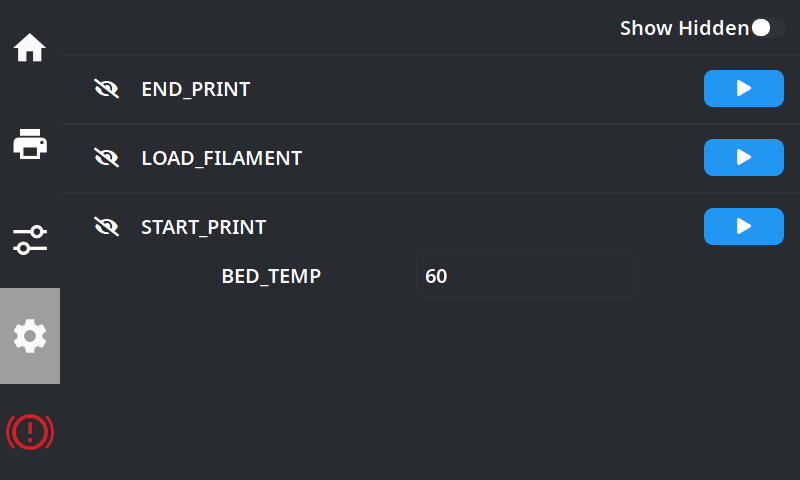 Show Hidden
END_PRINT
LOAD_FILAMENT
START_PRINT
BED_TEMP 60